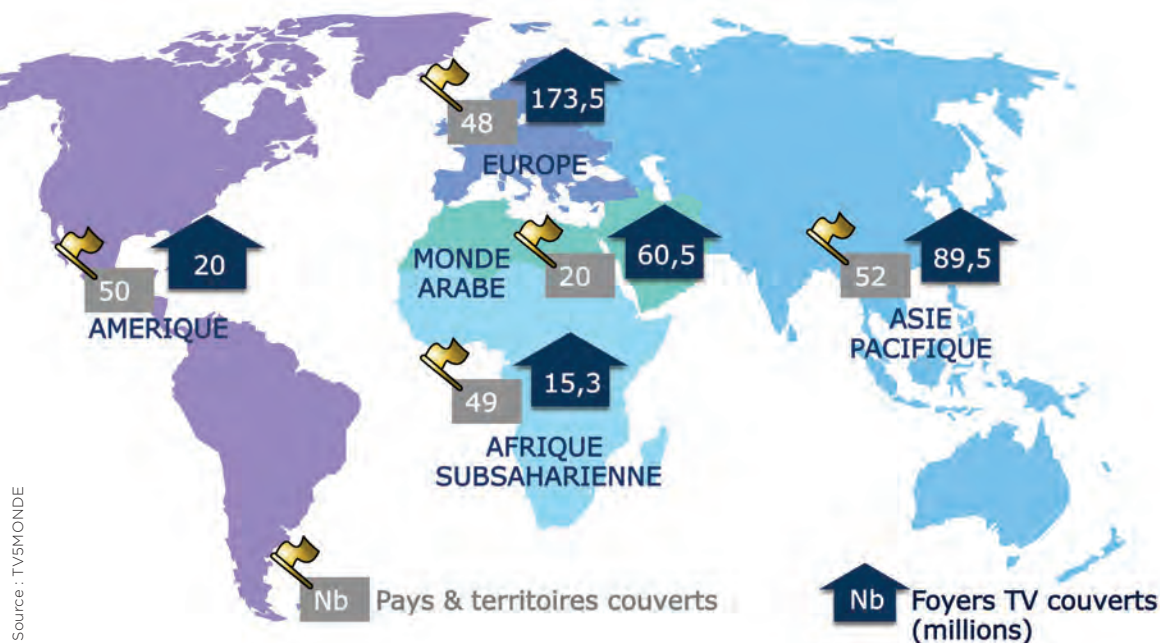 173,5
48
EUROPE
20
50
AMERIQUE
MONDE
ARABE
20
60,5
52
89,5
ASIE
PACIFIQUE
15,3
49
AFRIQUE
SUBSAHARIENNE
Source : TV5MONDE
Nb Pays & territoires couverts
Nb Foyers TV couverts
(millions)